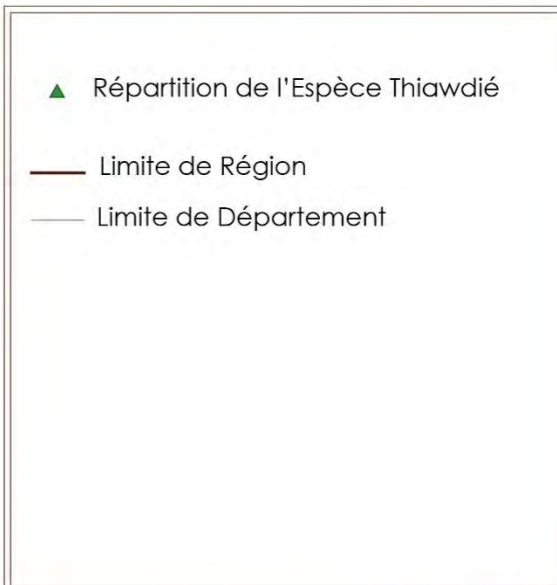 Répartition de l'Espèce Thiawdié
Limite de Région
Limite de Département